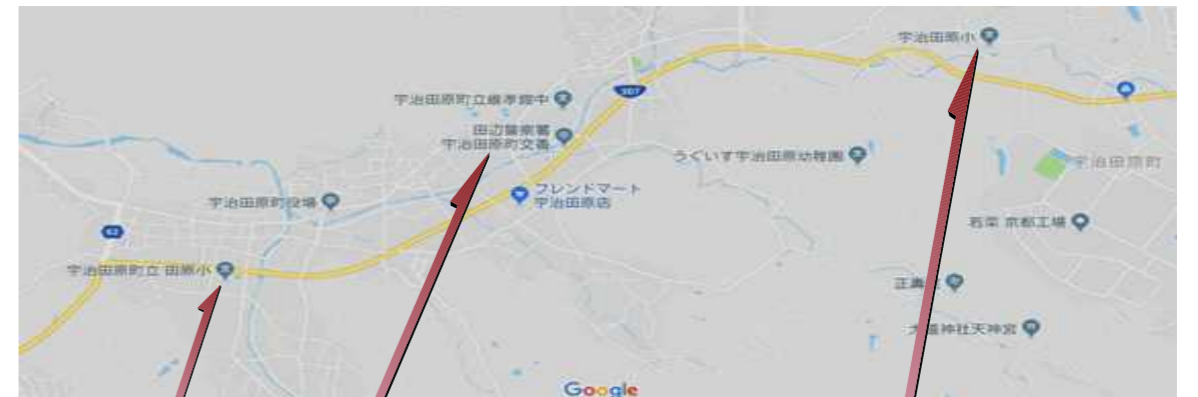 宇治田原小
307
宇治田原町立維孝館中
田辺警察署
宇治田原町交番
うぐいす宇治田原幼稚園
宇治田原町
フレンドマート
宇治田原店
宇治田原町役場
若栄 京都工場
62
宇治田原町立 田原小
正寿
神社天神宮
Google